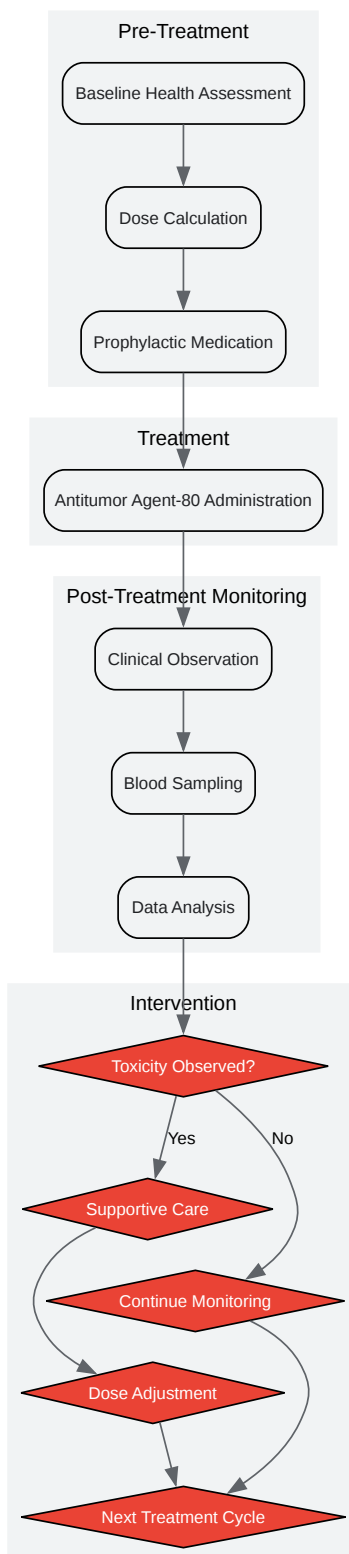 Pre-Treatment
Baseline Health Assessment
Dose Calculation
Prophylactic Medication
Treatment
Antitumor Agent-80 Administration
Post-Treatment Monitoring
Clinical Observation
Blood Sampling
Data Analysis
Intervention
Toxicity Observed?
Yes
No
Supportive Care
Continue Monitoring
Dose Adjustment
Next Treatment Cycle